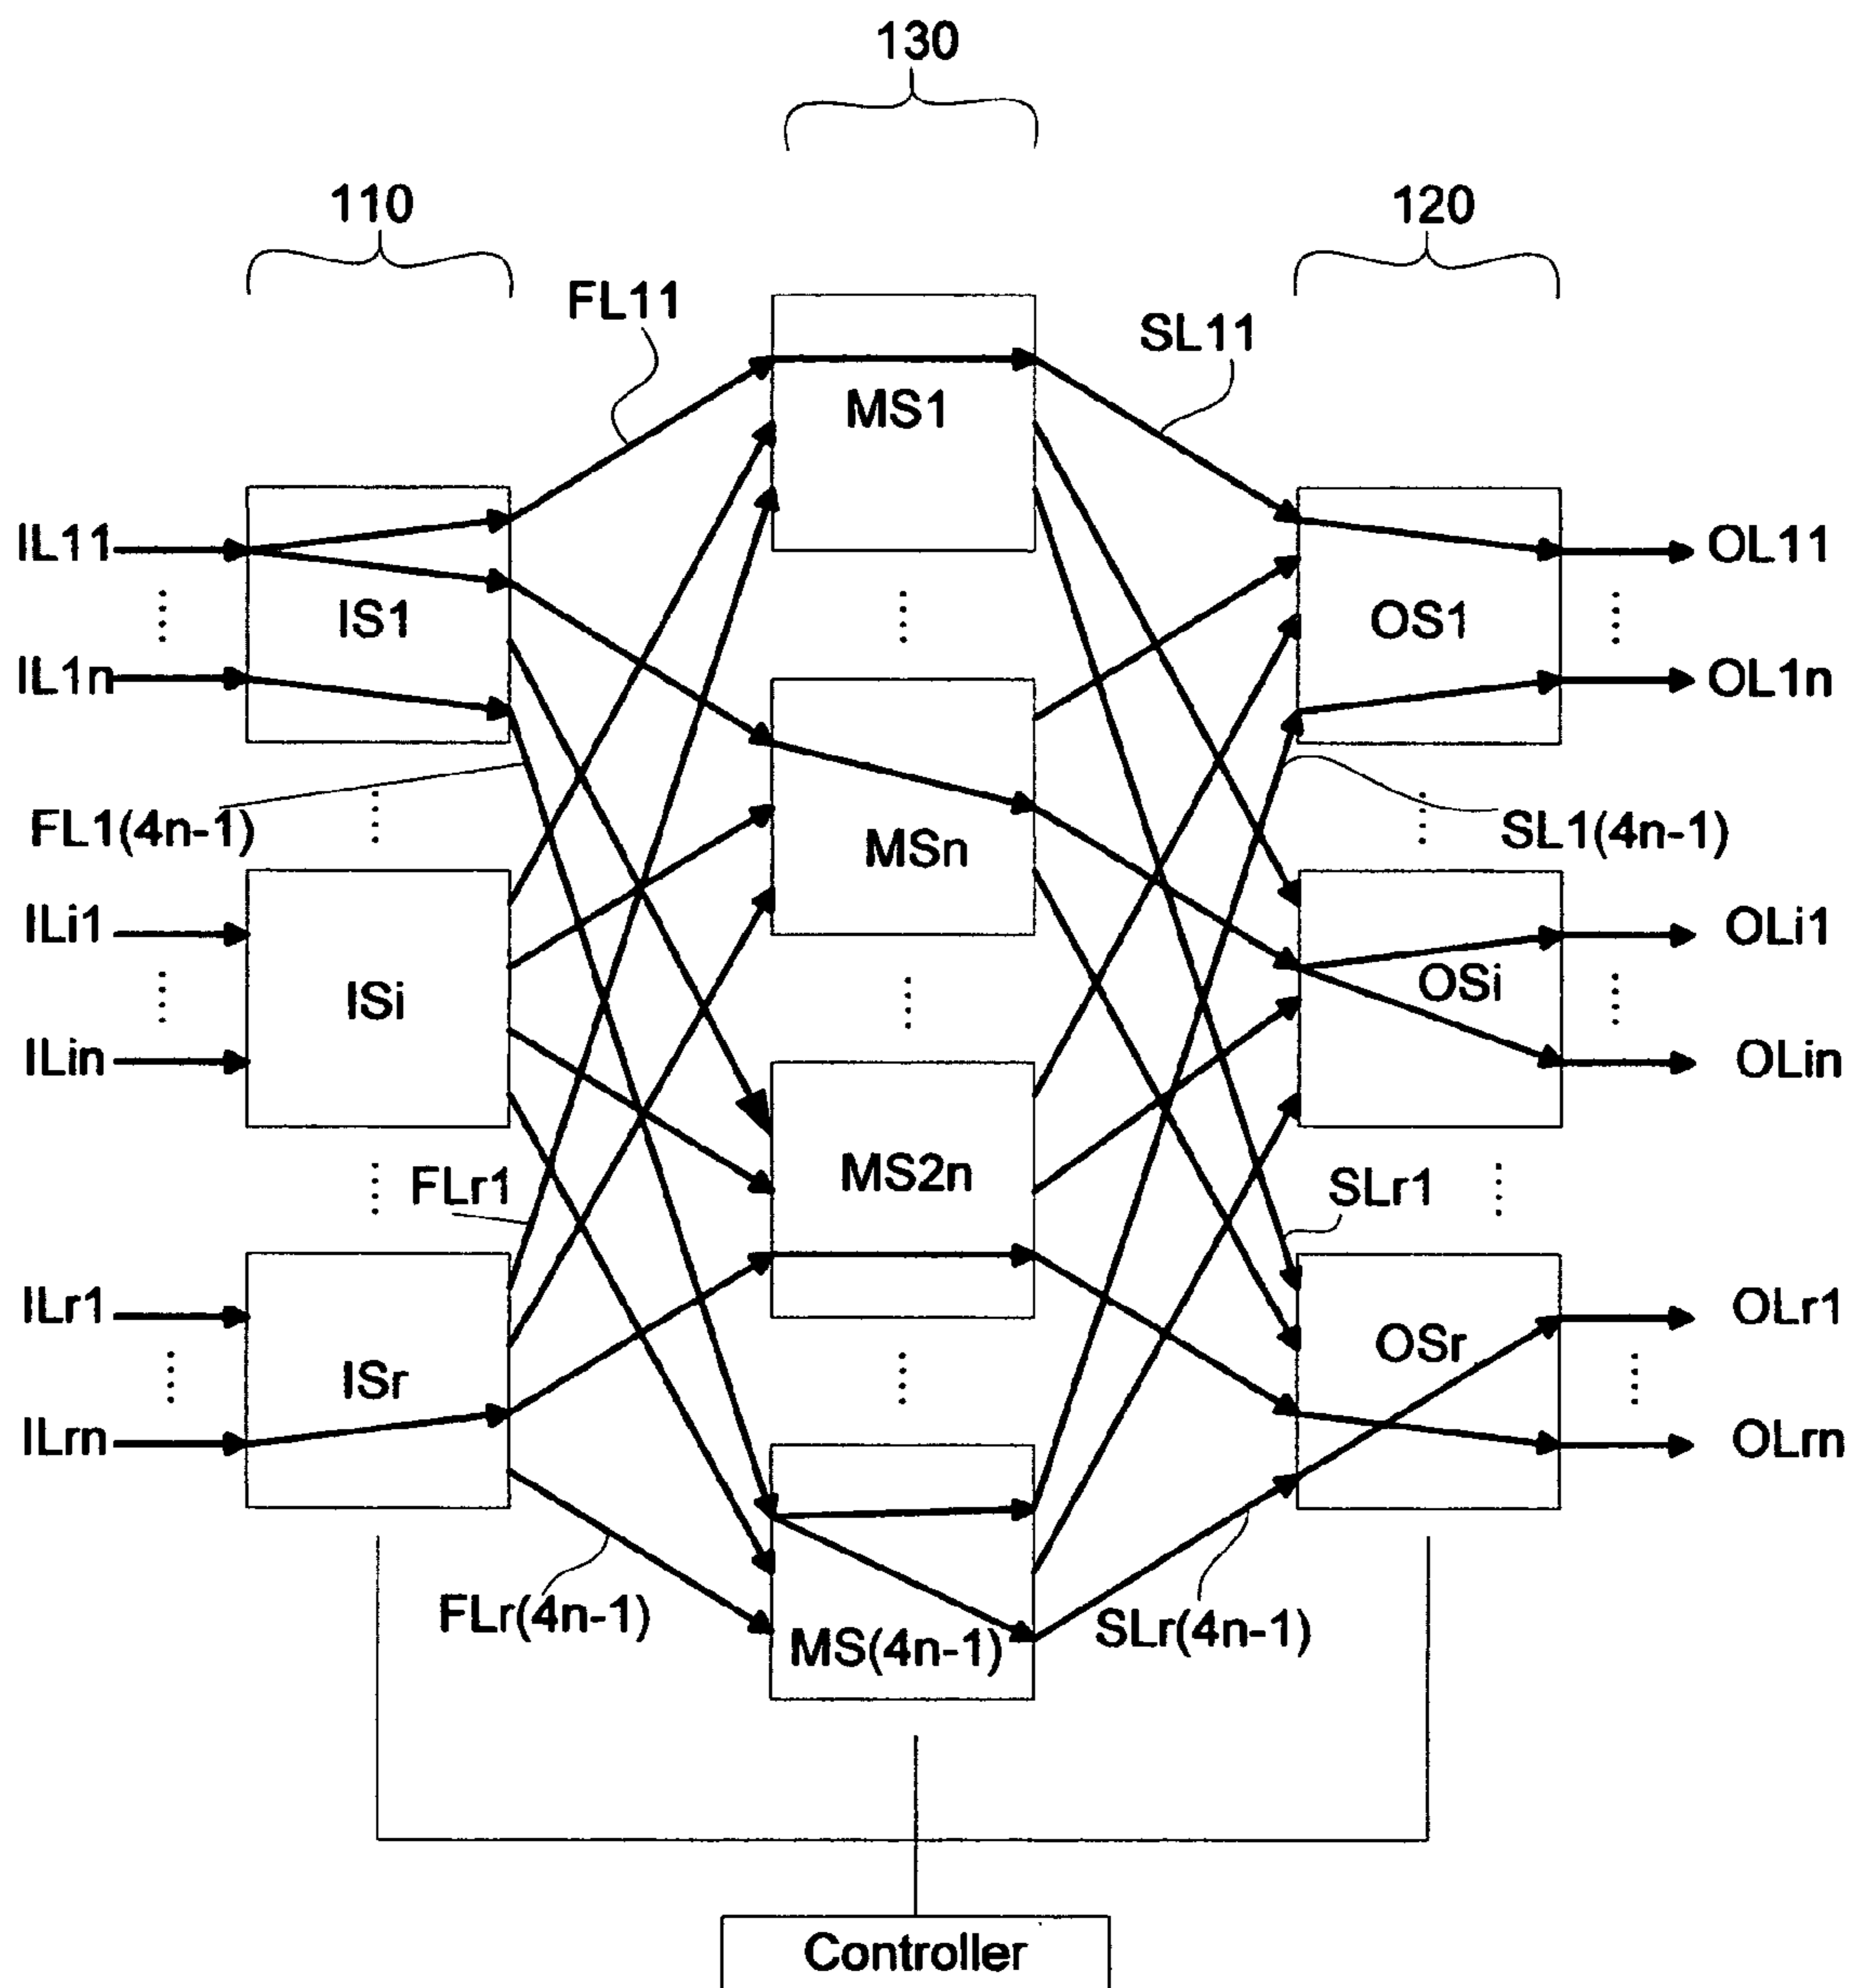 130
110
120
FL11
SL11
MS1
IL11
OL11
IS1
OS1
IL1n
OL1n
FL1(4n-1)
MSn
SL1(4n-1)
ILi1
OLi1
ISi
OSi
ILin
OLin
FLr1
MS2n
SLr1
ILr1
OLr1
ISr
OSr
ILrn
OLrn
FLr(4n-1)
MS(4n-1)
SLr(4n-1)
Controller